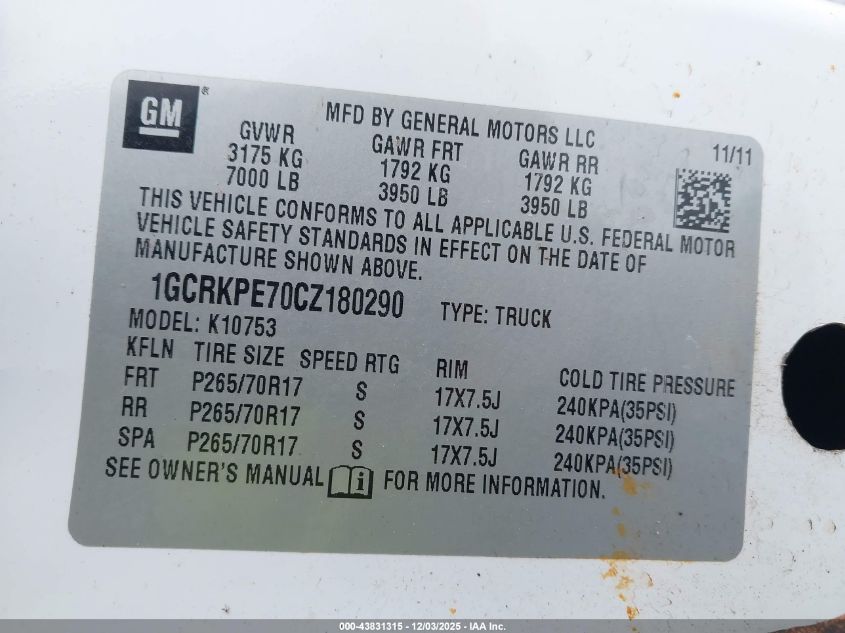 GM ®
MFD BY GENERAL MOTORS LLC
11/11
GVWR GAWR FRT GAWR RR
3175 KG 1792 KG 1792 KG
7000 LB 3950 LB 3950 LB
THIS VEHICLE CONFORMS TO ALL APPLICABLE U.S. FEDERAL MOTOR
VEHICLE SAFETY STANDARDS IN EFFECT ON THE DATE OF
MANUFACTURE SHOWN ABOVE.
1GCRKPE70CZ180290 TYPE: TRUCK
MODEL: K10753
KFLN TIRE SIZE SPEED RTG RIM COLD TIRE PRESSURE
FRT P265/70R17 S 17X7.5J 240KPA(35PSI)
RR P265/70R17 S 17X7.5J 240KPA(35PSI)
SPA P265/70R17 S 17X7.5J 240KPA(35PSI)
SEE OWNER'S MANUAL i FOR MORE INFORMATION.
000-43831315 - 12/03/2025 - IAA Inc.